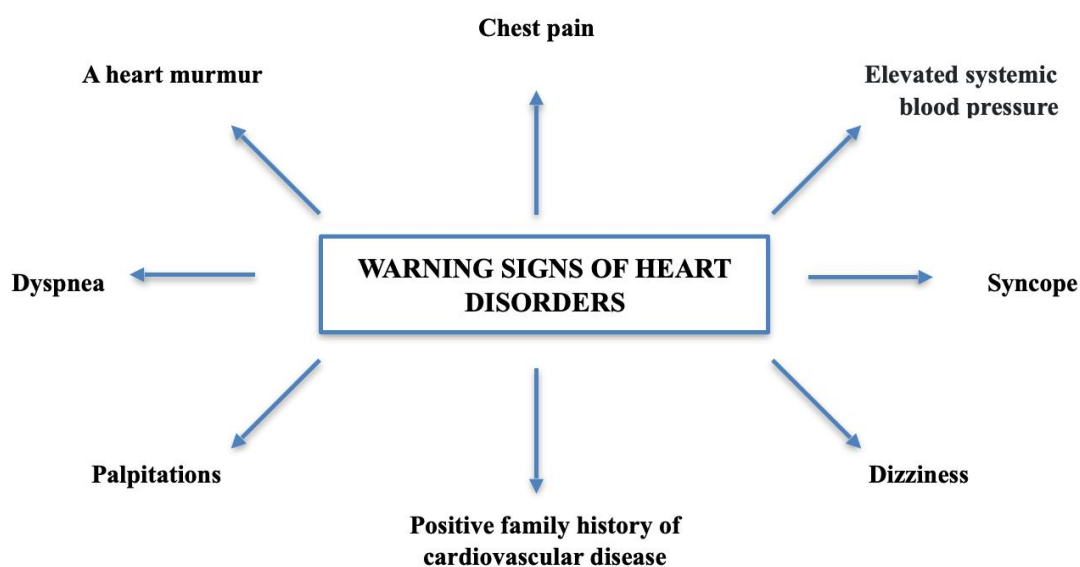 Chest pain
A heart murmur
Elevated systemic
blood pressure
WARNING SIGNS OF HEART
DISORDERS
Dyspnea
Syncope
Palpitations
Dizziness
Positive family history of
cardiovascular disease